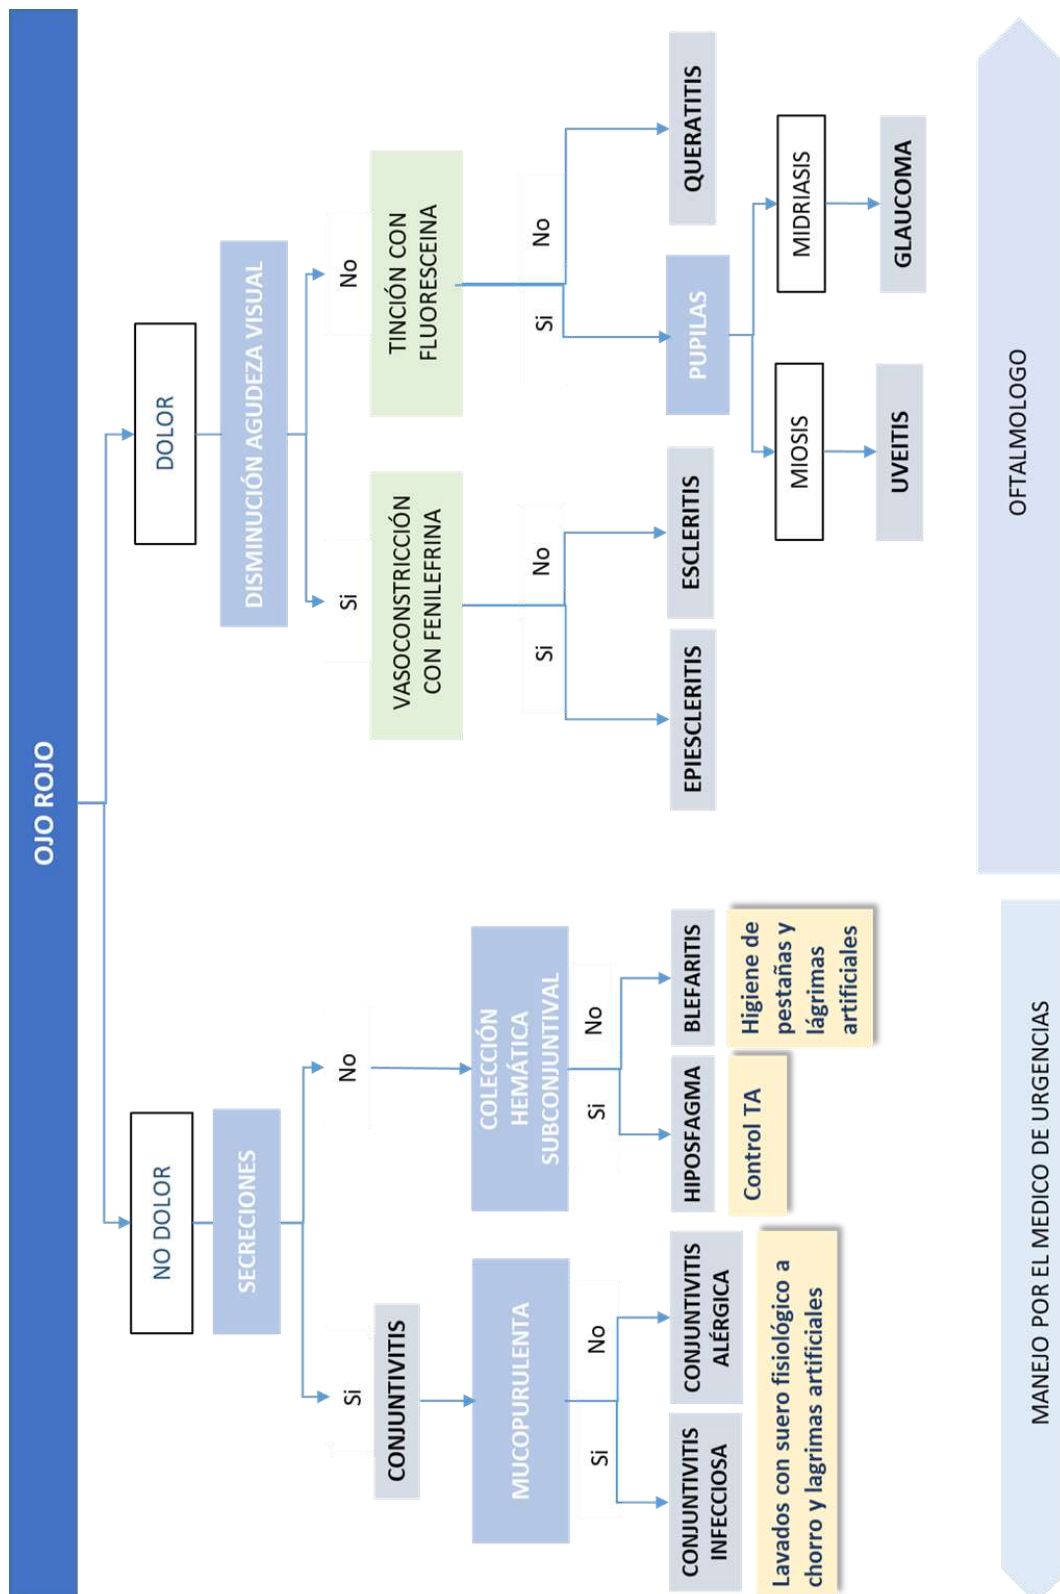 OJO ROJO
NO DOLOR
DOLOR
SECRECIONES
DISMINUCIÓN AGUDEZA VISUAL
Si
No
Si
No
CONJUNTIVITIS
VASOCONSTRICCIÓN
CON FENILEFRINA
TINCIÓN CON
FLUORESCEINA
MUCOPURULENTA
COLECCIÓN
HEMÁTICA
SUBCONJUNTIVAL
Si
No
Si
No
Si
No
Si
No
CONJUNTIVITIS
INFECCIOSA
CONJUNTIVITIS
ALÉRGICA
HIPOSFAGMA
BLEFARITIS
EPIESCLERITIS
ESCLERITIS
PUPILAS
QUERATITIS
Lavados con suero fisiológico a
chorro y lagrimas artificiales
Control TA
Higiene de
pestañas y
lágrimas
artificiales
MIOSIS
MIDRIASIS
UVEITIS
GLAUCOMA
MANEJO POR EL MEDICO DE URGENCIAS
OFTALMOLOGO